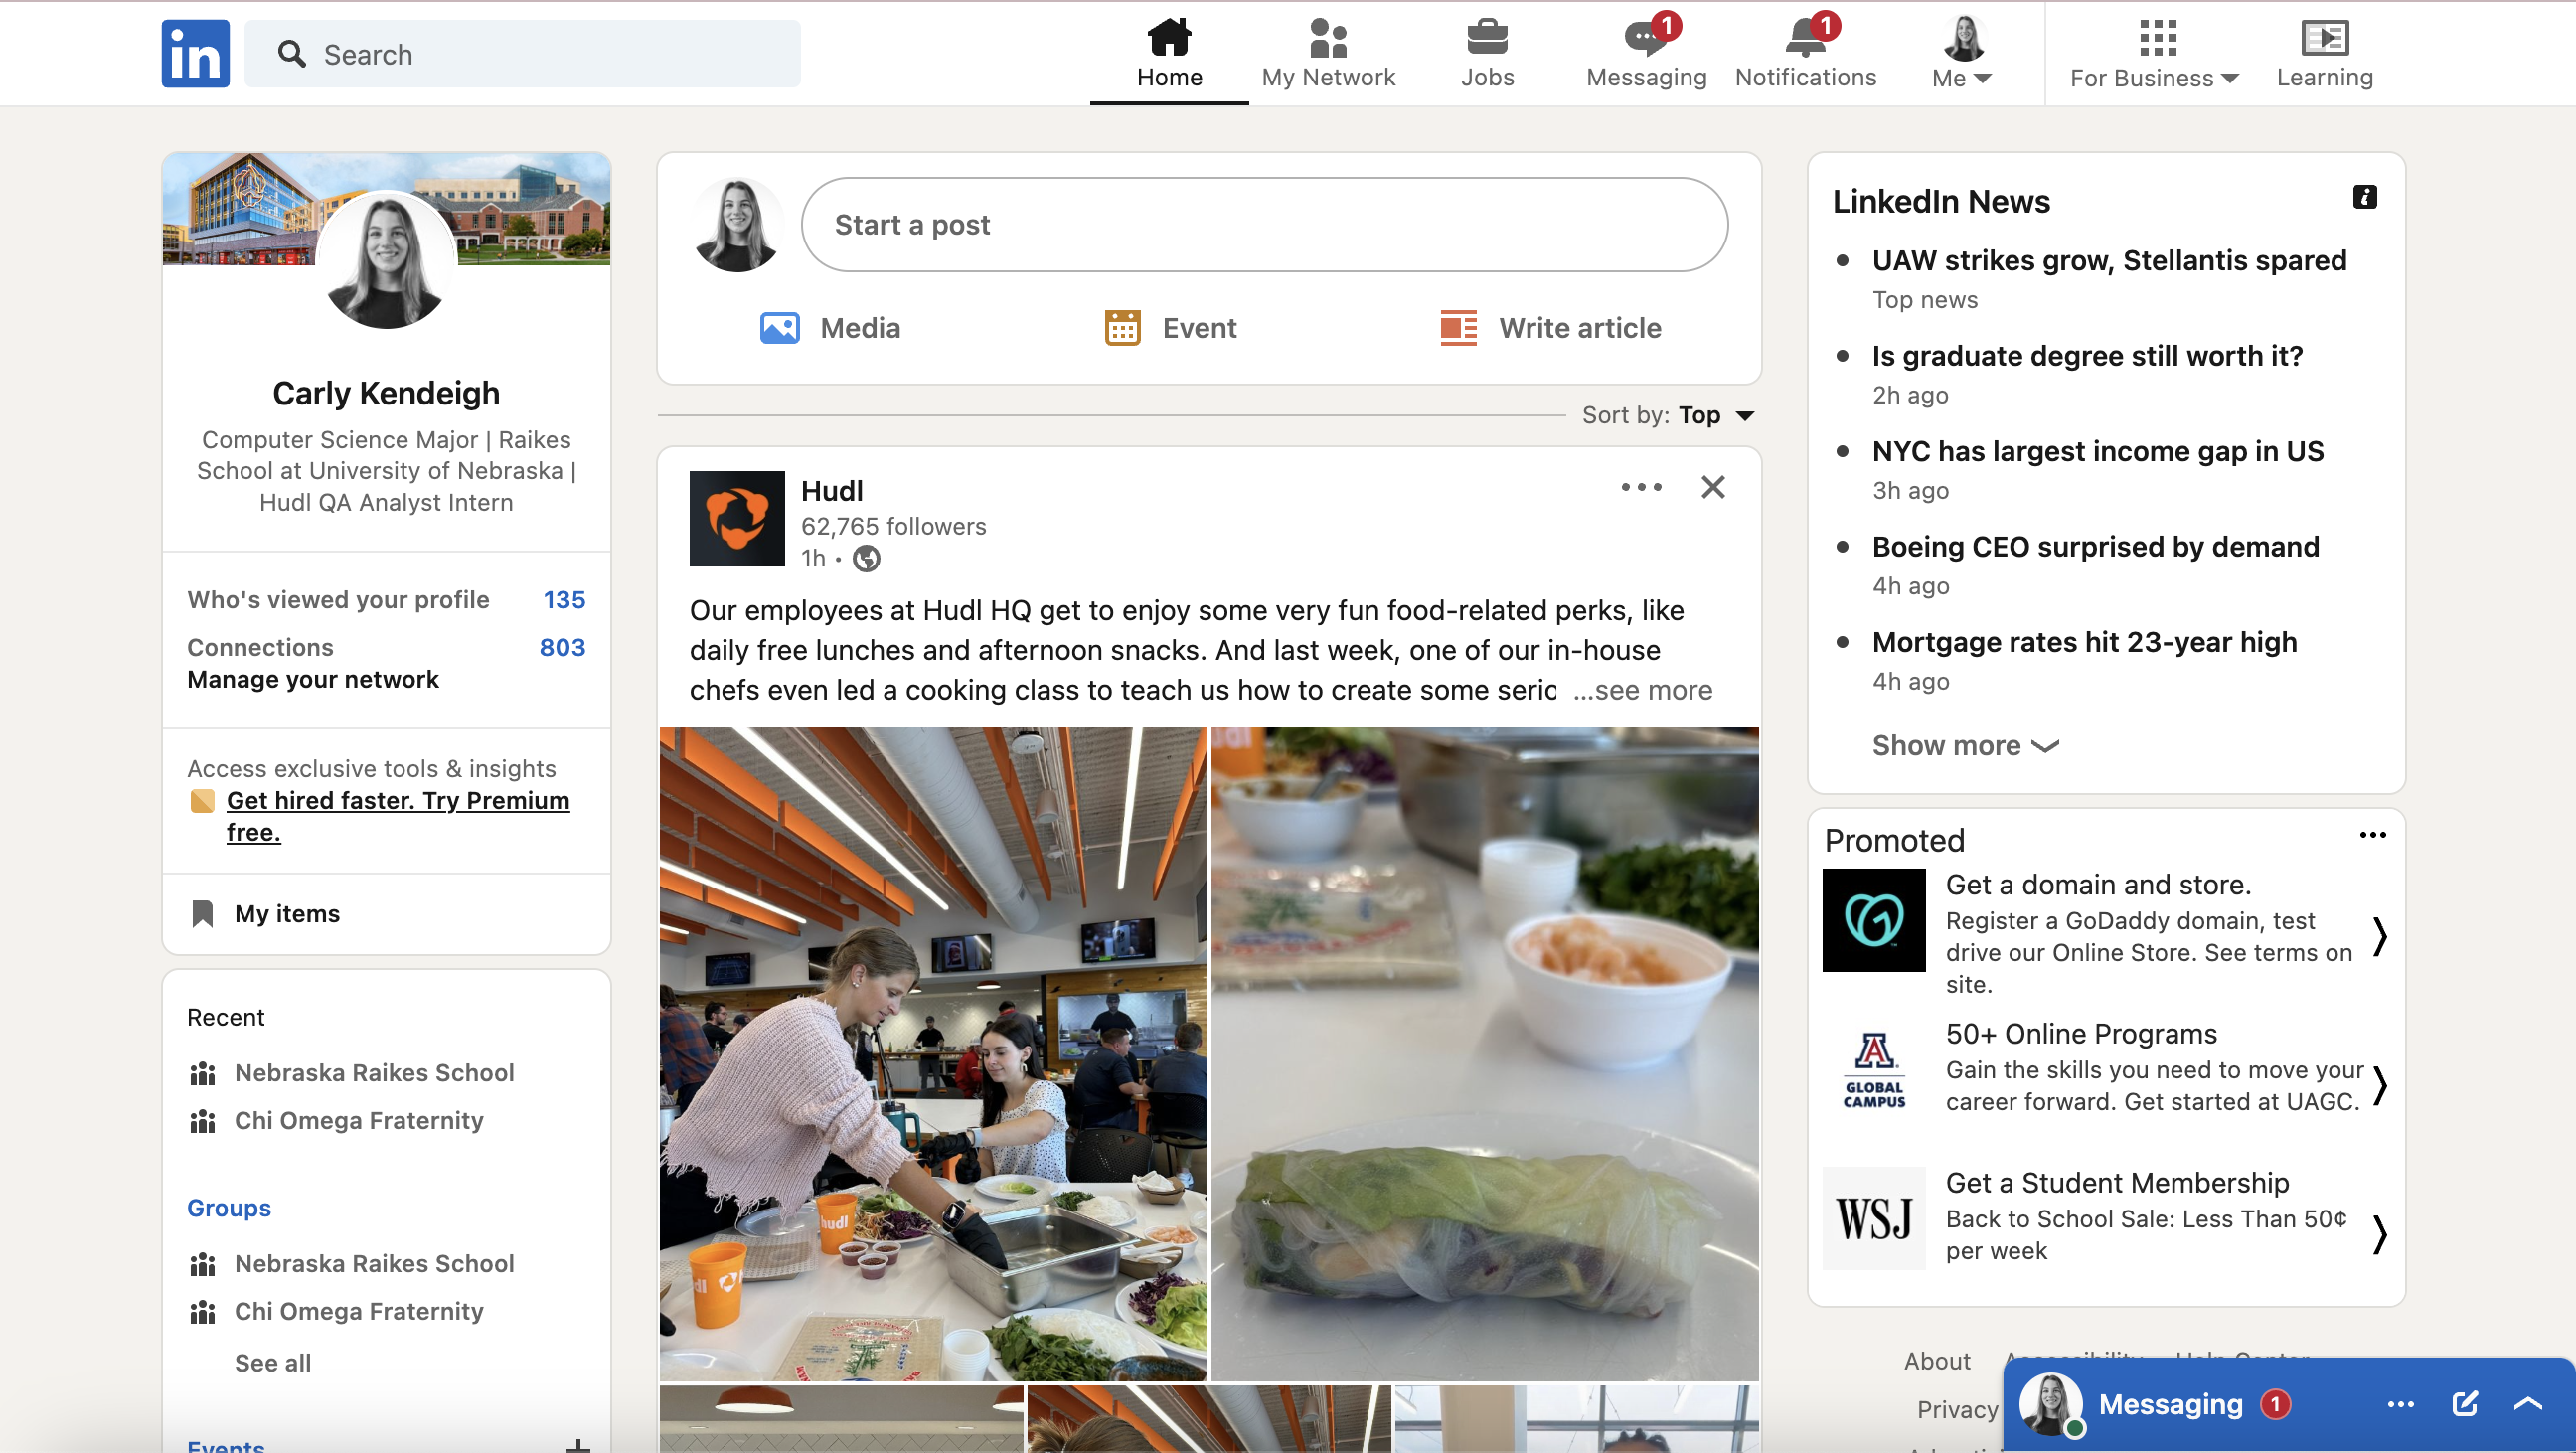 in
Search
Home
My Network
Jobs
1
Messaging
1
Notifications
Me
For Business
Learning
Carly Kendeigh
Computer Science Major | Raikes
School at University of Nebraska |
Hudl QA Analyst Intern
Who's viewed your profile 135
Connections 803
Manage your network
Access exclusive tools & insights
Get hired faster. Try Premium
free.
My items
Recent
Nebraska Raikes School
Chi Omega Fraternity
Groups
Nebraska Raikes School
Chi Omega Fraternity
See all
Events +
Start a post
Media
Event
Write article
Sort by: Top
Hudl
62,765 followers
1h •
Our employees at Hudl HQ get to enjoy some very fun food-related perks, like
daily free lunches and afternoon snacks. And last week, one of our in-house
chefs even led a cooking class to teach us how to create some seric ...see more
hudl
LinkedIn News
• UAW strikes grow, Stellantis spared
Top news
• Is graduate degree still worth it?
2h ago
• NYC has largest income gap in US
3h ago
• Boeing CEO surprised by demand
4h ago
• Mortgage rates hit 23-year high
4h ago
Show more
Promoted
Get a domain and store.
Register a GoDaddy domain, test
drive our Online Store. See terms on
site.
A
GLOBAL
CAMPUS
50+ Online Programs
Gain the skills you need to move your
career forward. Get started at UAGC.
WSJ
Get a Student Membership
Back to School Sale: Less Than 50¢
per week
About Accessibility Help Center
Privacy
Messaging 1